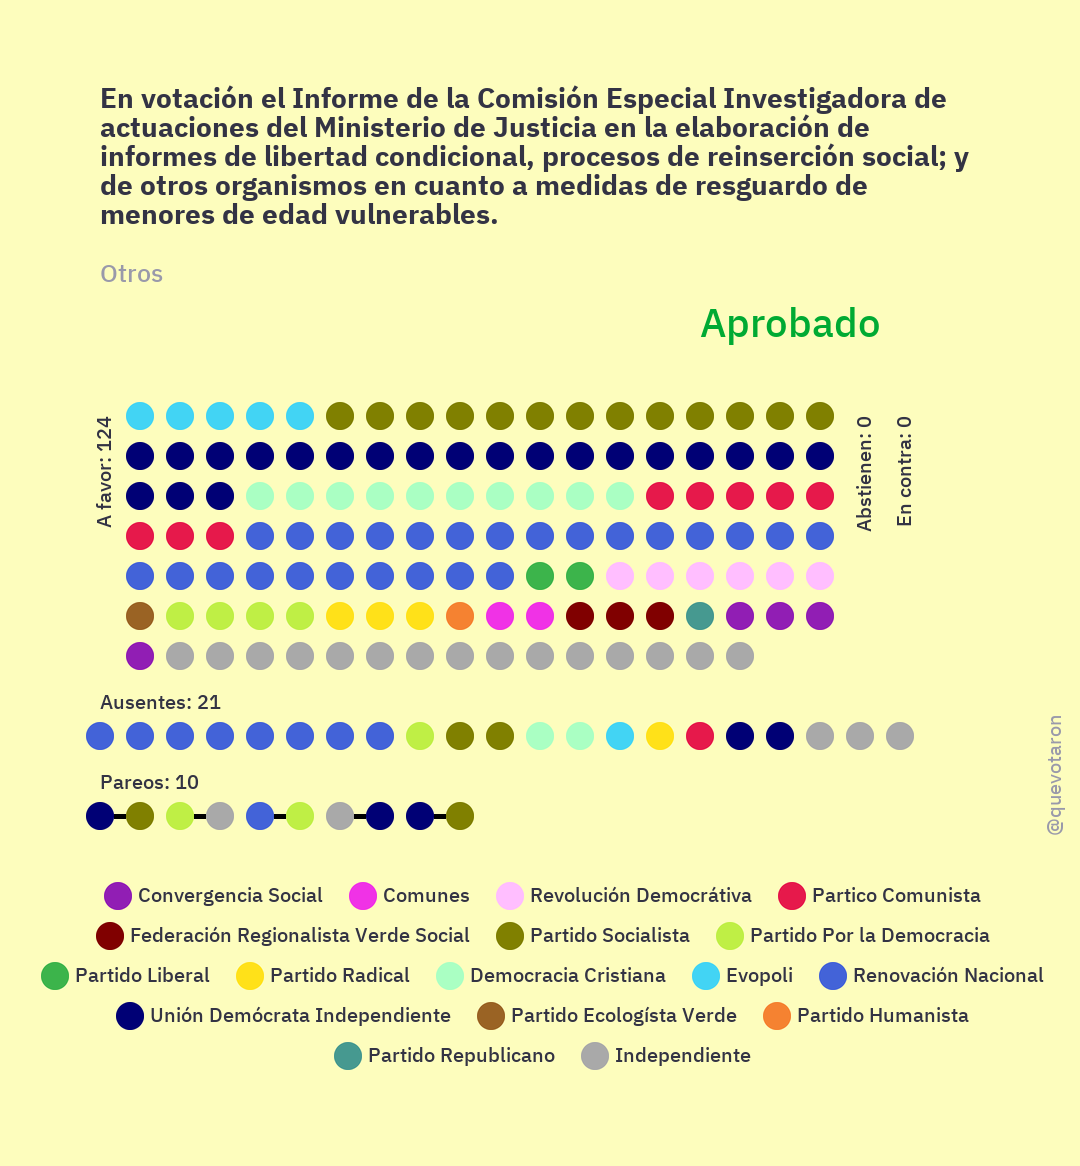 En votación el Informe de la Comisión Especial Investigadora de
actuaciones del Ministerio de Justicia en la elaboración de
informes de libertad condicional, procesos de reinserción social; y
de otros organismos en cuanto a medidas de resguardo de
menores de edad vulnerables.
Otros
Aprobado
A favor: 124
Abstienen: 0
En contra: 0
Ausentes: 21
Pareos: 10
@quevotaron
Convergencia Social Comunes Revolución Democrátiva Partico Comunista
Federación Regionalista Verde Social Partido Socialista Partido Por la Democracia
Partido Liberal Partido Radical Democracia Cristiana Evopoli Renovación Nacional
Unión Demócrata Independiente Partido Ecologísta Verde Partido Humanista
Partido Republicano Independiente